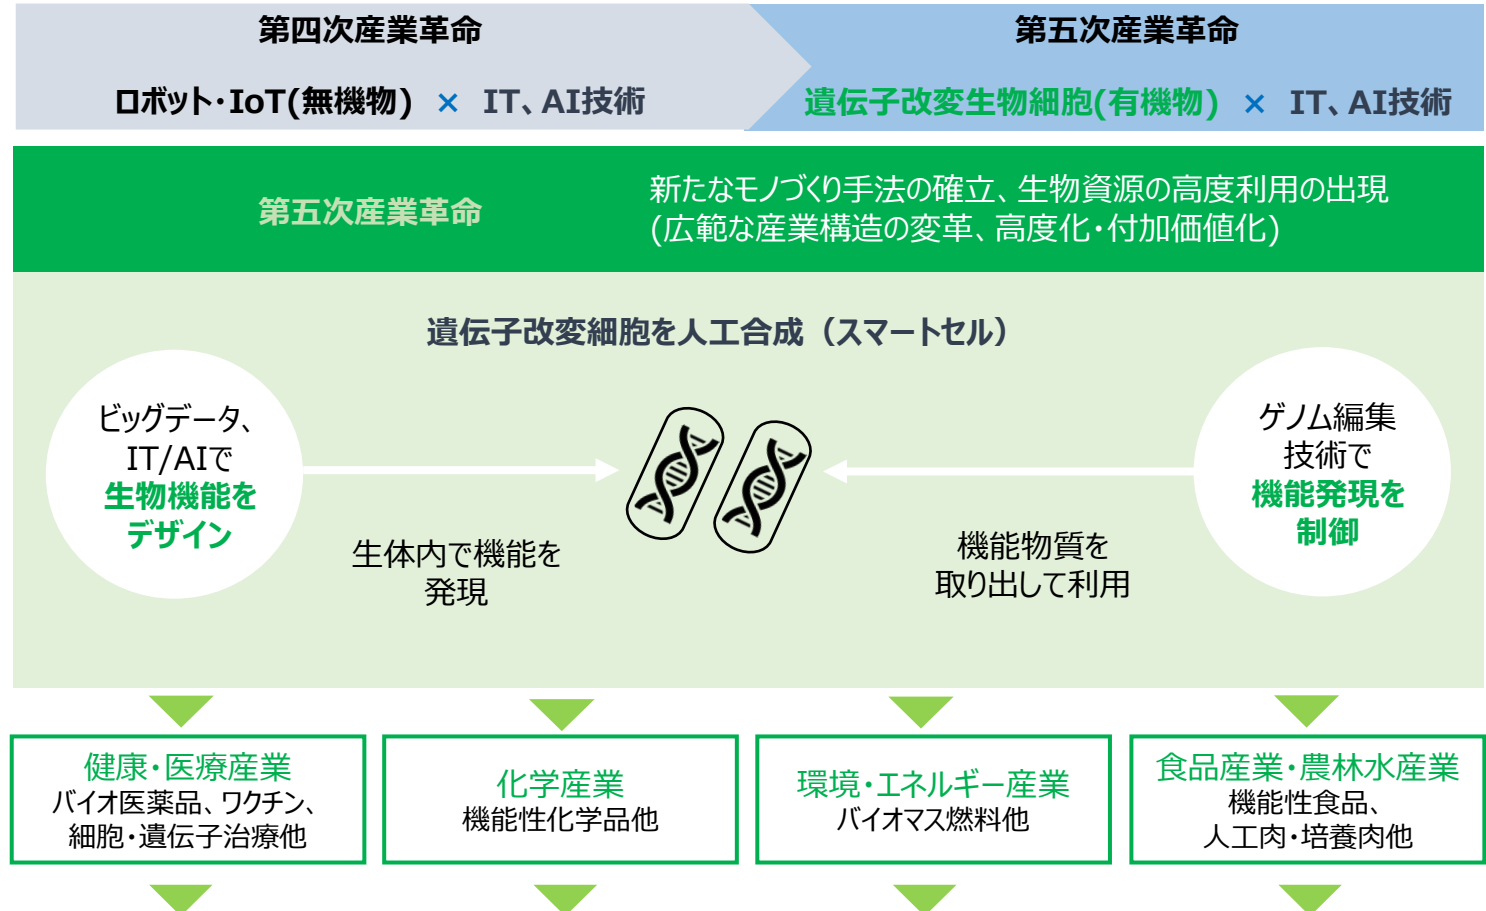 第四次産業革命
ロボット・IoT(無機物) × IT、AI技術
第五次産業革命
遺伝子改変生物細胞(有機物) × IT、AI技術
第五次産業革命
新たなモノづくり手法の確立、生物資源の高度利用の出現
(広範な産業構造の変革、高度化・付加価値化)
遺伝子改変細胞を人工合成（スマートセル）
ビッグデータ、
IT/AIで
生物機能を
デザイン
生体内で機能を
発現
機能物質を
取り出して利用
ゲノム編集
技術で
機能発現を
制御
健康・医療産業
バイオ医薬品、ワクチン、
細胞・遺伝子治療他
化学産業
機能性化学品他
環境・エネルギー産業
バイオマス燃料他
食品産業・農林水産業
機能性食品、
人工肉・培養肉他